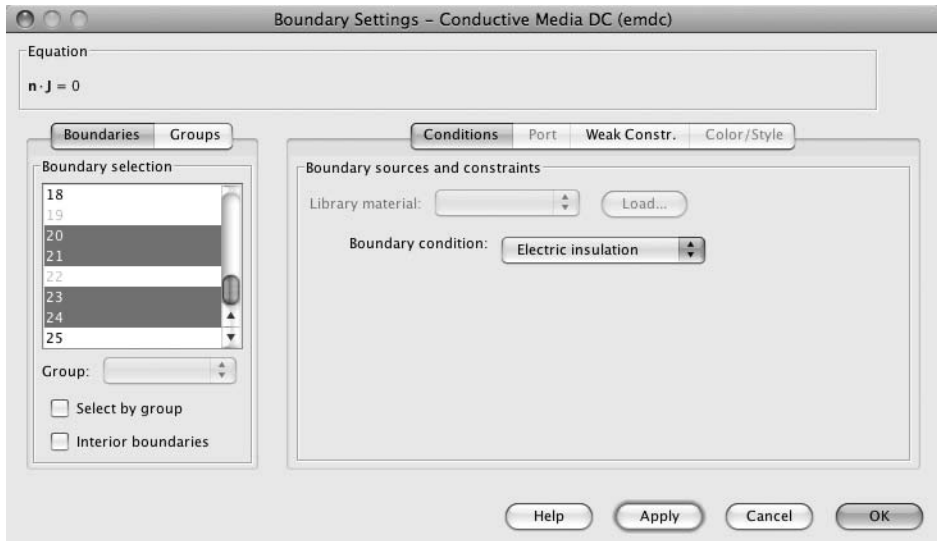 Boundary Settings – Conductive Media DC (emdc)
Equation
n · J = 0
Boundaries Groups
Boundary selection
18
19
20
21
22
23
24
25
Group:
Select by group
Interior boundaries
Conditions Port Weak Constr. Color/Style
Boundary sources and constraints
Library material: Load...
Boundary condition: Electric insulation
Help Apply Cancel OK